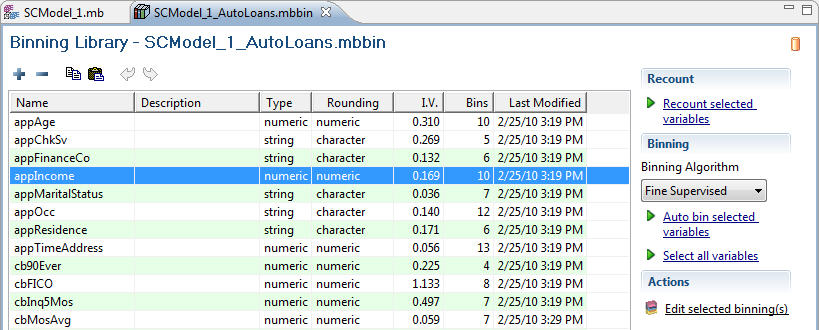 SCModel_1.mb SCModel_1_AutoLoans.mbbin
Binning Library - SCModel_1_AutoLoans.mbbin
Name Description Type Rounding I.V. Bins Last Modified
appAge numeric numeric 0.310 10 2/25/10 3:19 PM
appChkSv string character 0.269 5 2/25/10 3:19 PM
appFinanceCo string character 0.132 6 2/25/10 3:19 PM
appIncome numeric numeric 0.169 10 2/25/10 3:19 PM
appMaritalStatus string character 0.036 7 2/25/10 3:19 PM
appOcc string character 0.140 12 2/25/10 3:19 PM
appResidence string character 0.171 6 2/25/10 3:19 PM
appTimeAddress numeric numeric 0.056 13 2/25/10 3:19 PM
cb90Ever numeric numeric 0.225 4 2/25/10 3:19 PM
cbFICO numeric numeric 1.133 8 2/25/10 3:19 PM
cbInq5Mos numeric numeric 0.497 7 2/25/10 3:19 PM
cbMosAvg numeric numeric 0.059 7 2/25/10 3:29 PM
Recount
Recount selected
variables
Binning
Binning Algorithm
Fine Supervised
Auto bin selected
variables
Select all variables
Actions
Edit selected binning(s)